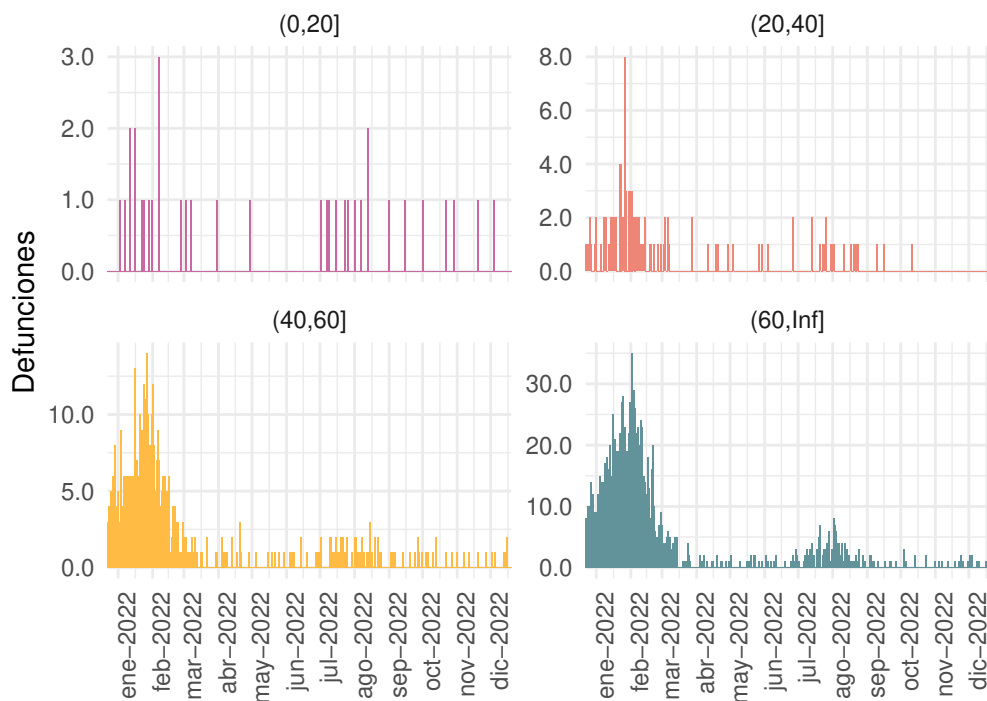 (0,20]
(20,40]
3.0
2.0
1.0
0.0
8.0
6.0
4.0
2.0
0.0
Defunciones
(40,60]
(60,Inf]
10.0
5.0
0.0
30.0
20.0
10.0
0.0
ene−2022
feb−2022
mar−2022
abr−2022
may−2022
jun−2022
jul−2022
ago−2022
sep−2022
oct−2022
nov−2022
dic−2022
ene−2022
feb−2022
mar−2022
abr−2022
may−2022
jun−2022
jul−2022
ago−2022
sep−2022
oct−2022
nov−2022
dic−2022